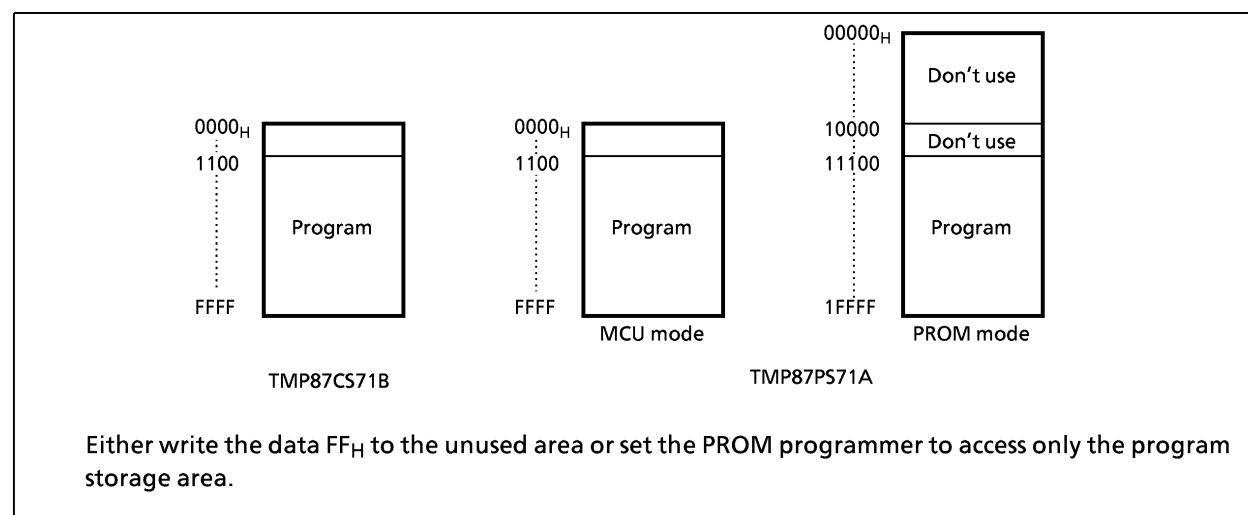 00000H
Don't use
0000H
0000H
10000
Don't use
1100
1100
11100
Program
Program
Program
FFFF
FFFF
1FFFF
MCU mode
PROM mode
TMP87CS71B
TMP87PS71A
Either write the data FFH to the unused area or set the PROM programmer to access only the program
storage area.